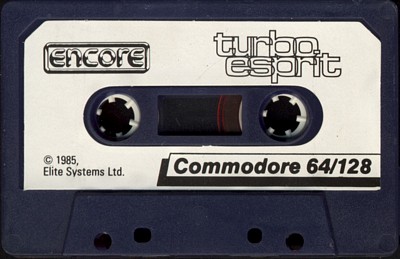 encore
turbo
esprit
© 1985,
Elite Systems Ltd.
Commodore 64/128